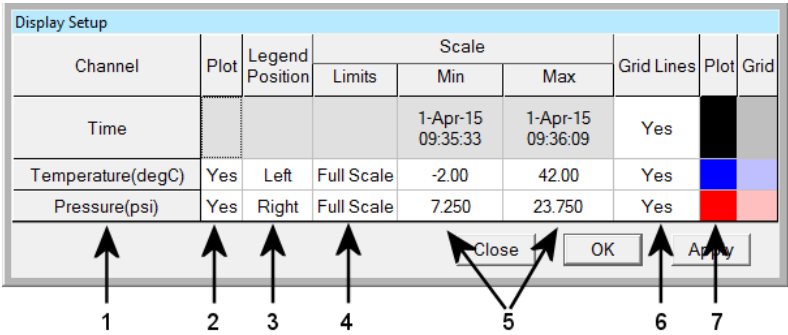 Display Setup
Channel Plot Legend Position Scale Grid Lines Plot Grid
Limits Min Max
Time 1-Apr-15 09:35:33 1-Apr-15 09:36:09 Yes
Temperature(degC) Yes Left Full Scale -2.00 42.00 Yes
Pressure(psi) Yes Right Full Scale 7.250 23.750 Yes
Close OK Apply
1 2 3 4 5 6 7